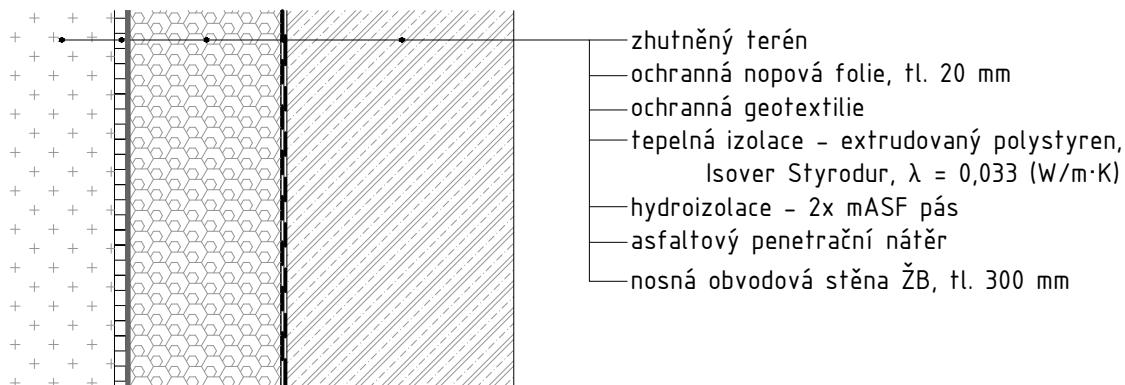 zhutněný terén
ochranná nopová folie, tl. 20 mm
ochranná geotextilie
tepelná izolace - extrudovaný polystyren,
Isover Styrodur, λ = 0,033 (W/m·K)
hydroizolace - 2x mASF pás
asfaltový penetrační nátěr
nosná obvodová stěna ŽB, tl. 300 mm